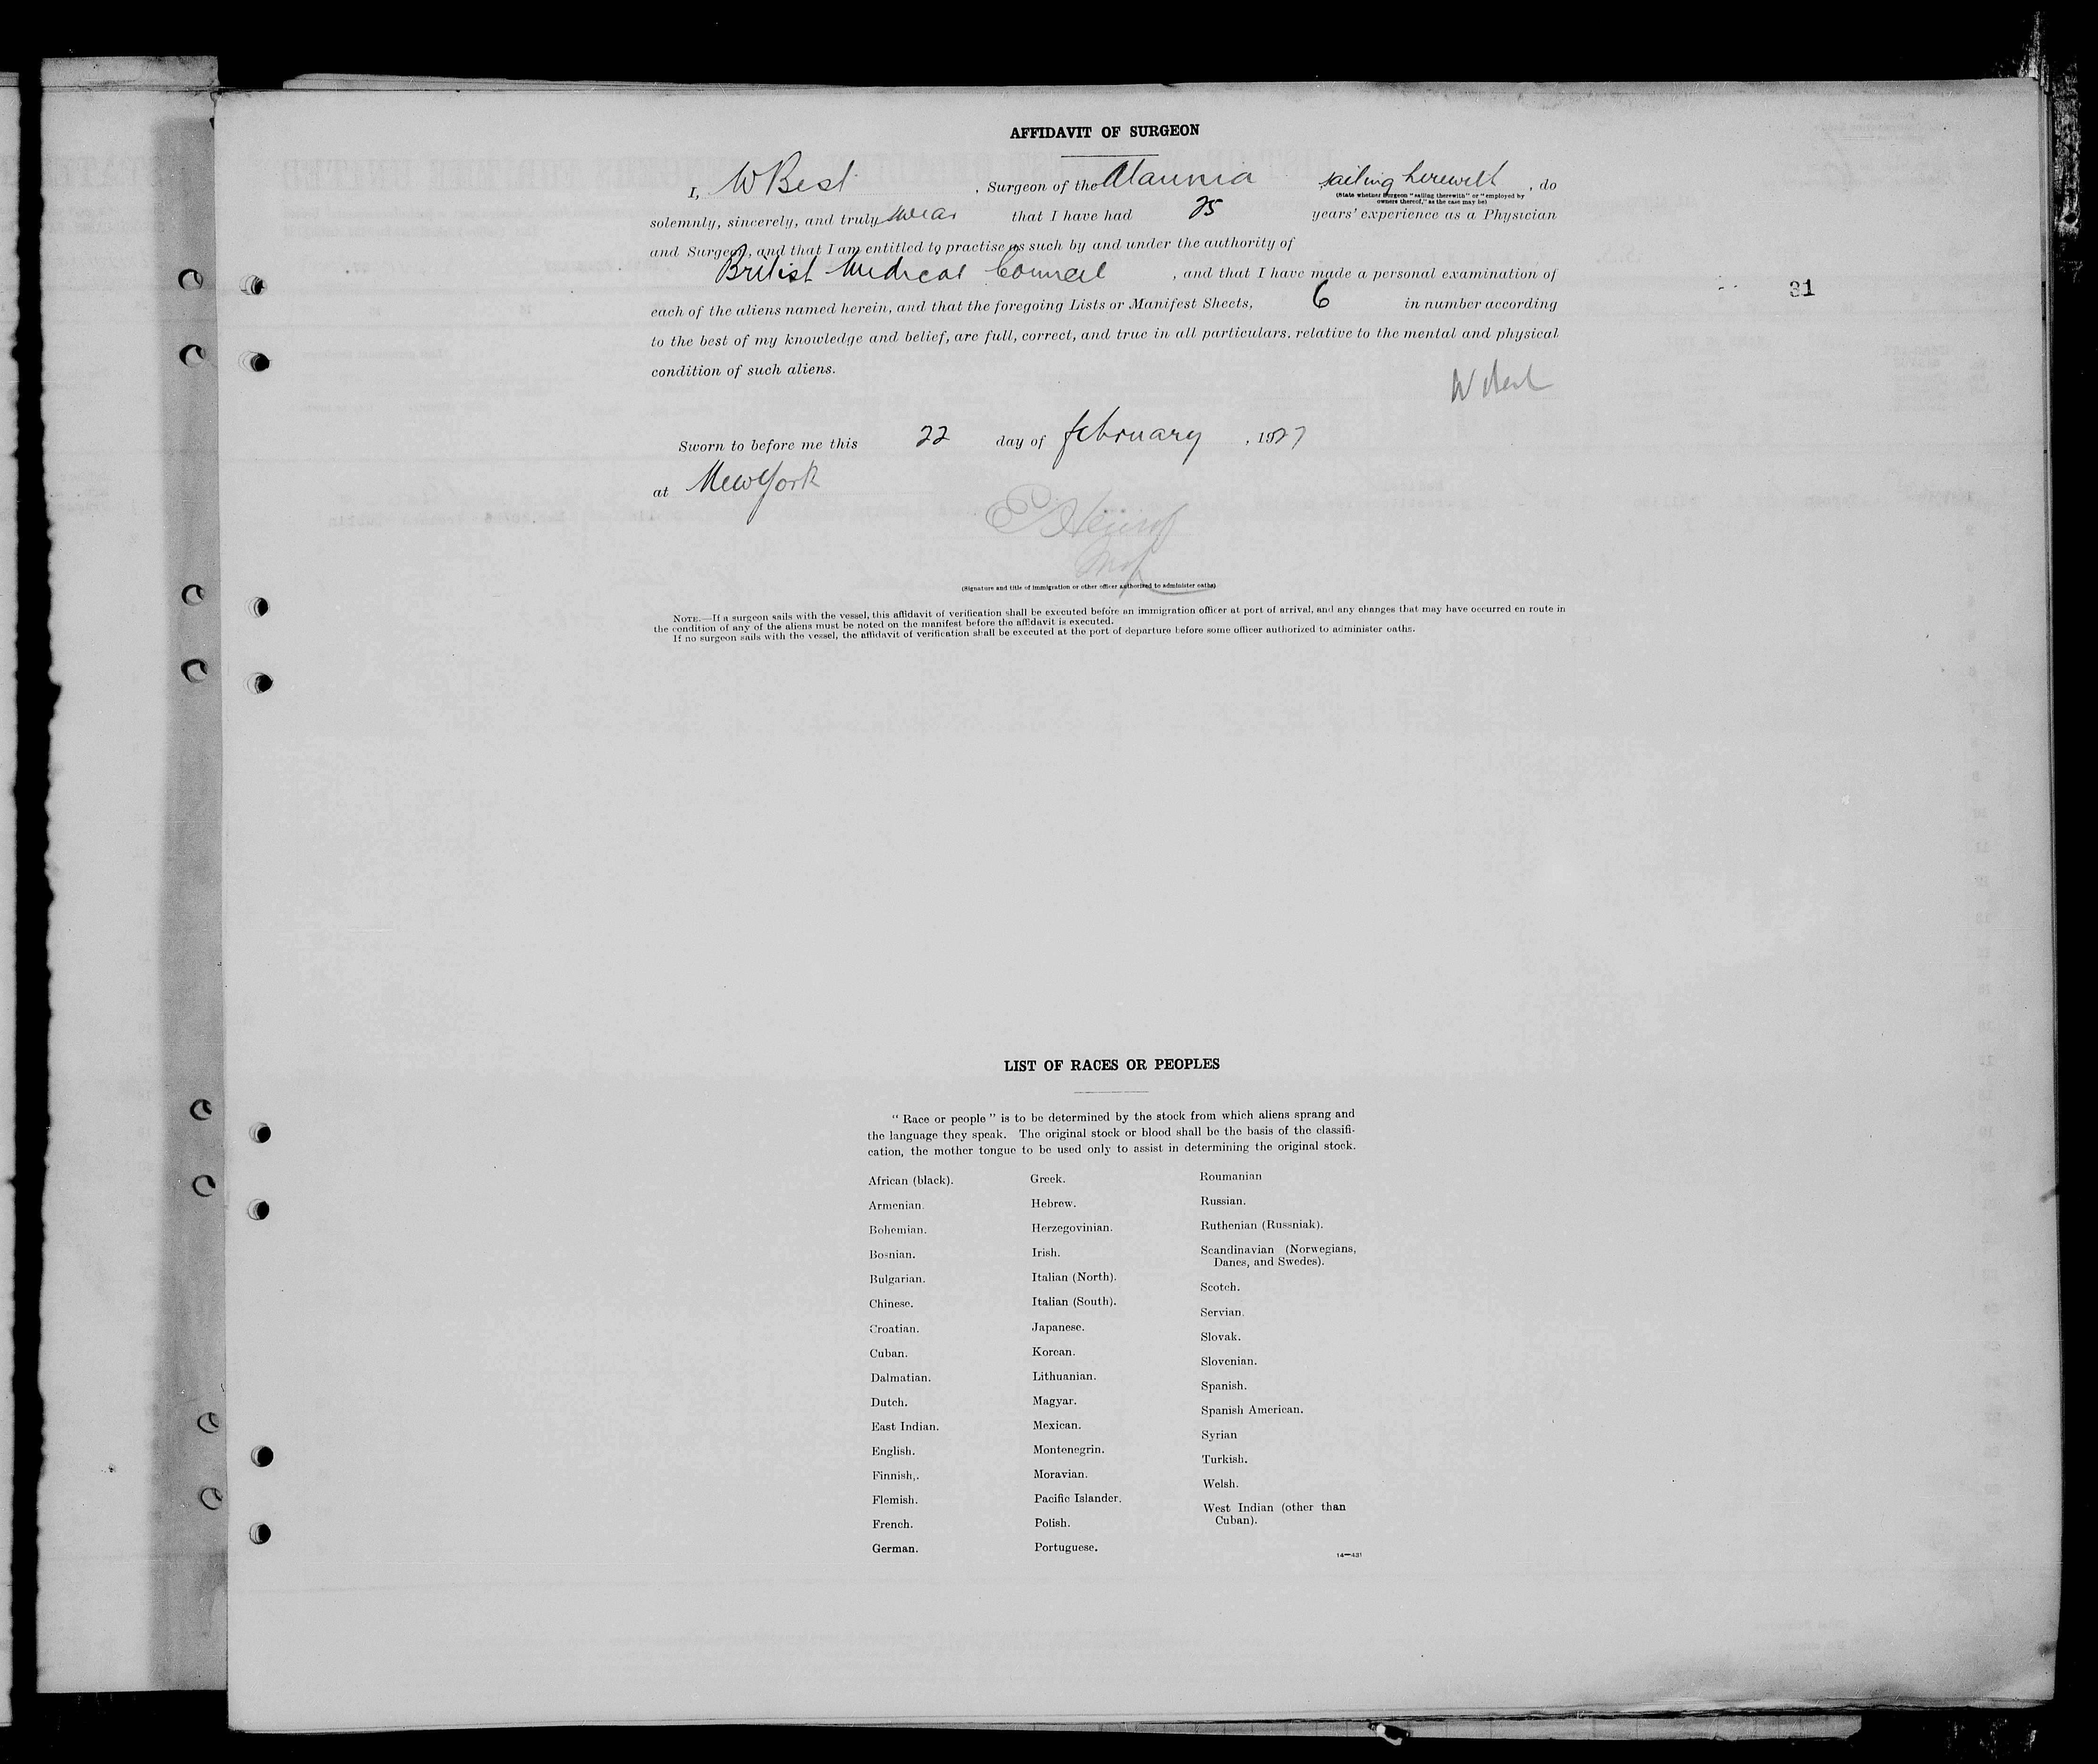 AFFIDAVIT OF SURGEON
I, W Best , Surgeon of the Alaunia sailing herewith , do
(State whether Surgeon "sailing therewith" or "employed by
owners thereof," as the case may be)
solemnly, sincerely, and truly swear that I have had 25 years' experience as a Physician
and Surgeon, and that I am entitled to practise as such by and under the authority of
British Medical Council , and that I have made a personal examination of
31
each of the aliens named herein, and that the foregoing Lists or Manifest Sheets, 6 in number according
to the best of my knowledge and belief, are full, correct, and true in all particulars. relative to the mental and physical
condition of such aliens.
W Best
Sworn to before me this 22 day of february , 1927
at New York
(Signature and title of immigration or other officer authorized to administer oaths)
NOTE.—If a surgeon sails with the vessel, this affidavit of verification shall be executed before an immigration officer at port of arrival, and any changes that may have occurred en route in
the condition of any of the aliens must be noted on the manifest before the affidavit is executed.
If no surgeon sails with the vessel, the affidavit of verification shall be executed at the port of departure before some officer authorized to administer oaths.
LIST OF RACES OR PEOPLES
" Race or people " is to be determined by the stock from which aliens sprang and
the language they speak. The original stock or blood shall be the basis of the classifi-
cation, the mother tongue to be used only to assist in determining the original stock.
African (black).
Armenian.
Bohemian.
Bosnian.
Bulgarian.
Chinese.
Croatian.
Cuban.
Dalmatian.
Dutch.
East Indian.
English.
Finnish,.
Flemish.
French.
German.
Greek.
Hebrew.
Herzegovinian.
Irish.
Italian (North).
Italian (South).
Japanese.
Korean.
Lithuanian.
Magyar.
Mexican.
Montenegrin.
Moravian.
Pacific Islander.
Polish.
Portuguese.
Roumanian
Russian.
Ruthenian (Russniak).
Scandinavian (Norwegians,
Danes, and Swedes).
Scotch.
Servian.
Slovak.
Slovenian.
Spanish.
Spanish American.
Syrian
Turkish.
Welsh.
West Indian (other than
Cuban).
14—431